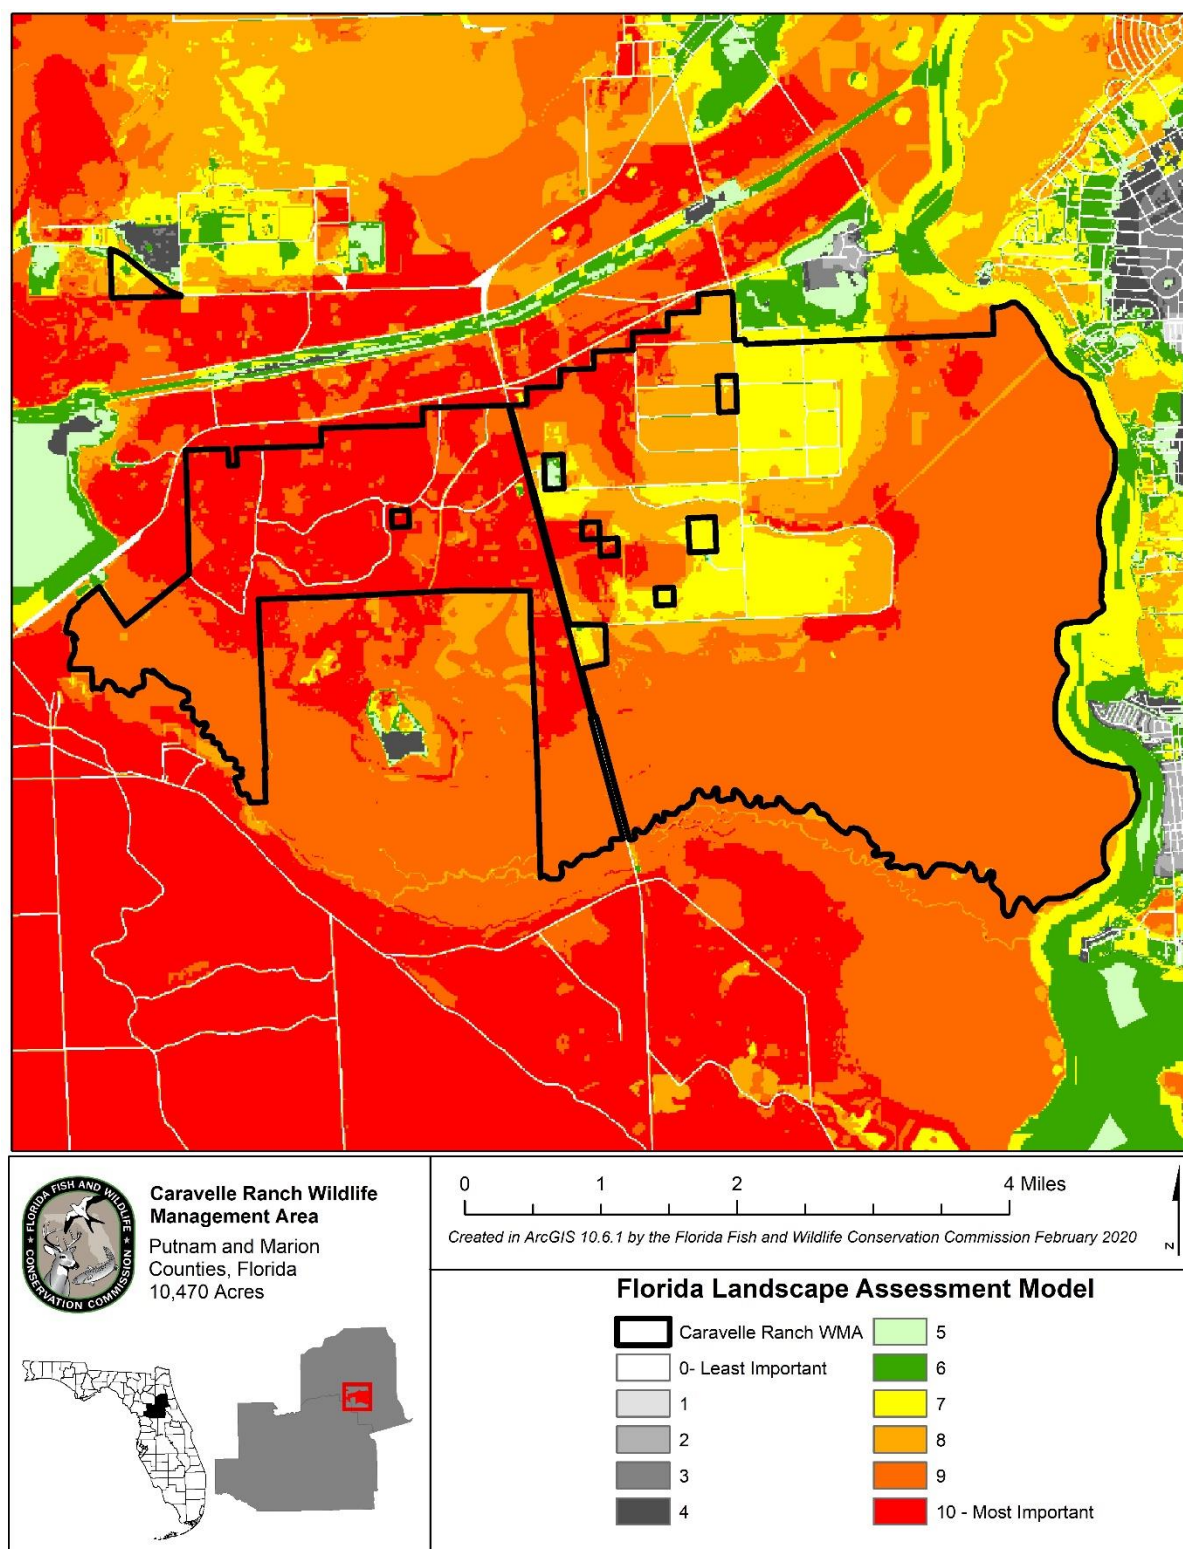 FLORIDA FISH AND WILDLIFE
CONSERVATION COMMISSION
Caravelle Ranch Wildlife
Management Area
Putnam and Marion
Counties, Florida
10,470 Acres
0 1 2 4 Miles
Created in ArcGIS 10.6.1 by the Florida Fish and Wildlife Conservation Commission February 2020
N
Florida Landscape Assessment Model
Caravelle Ranch WMA
0- Least Important
1
2
3
4
5
6
7
8
9
10 - Most Important